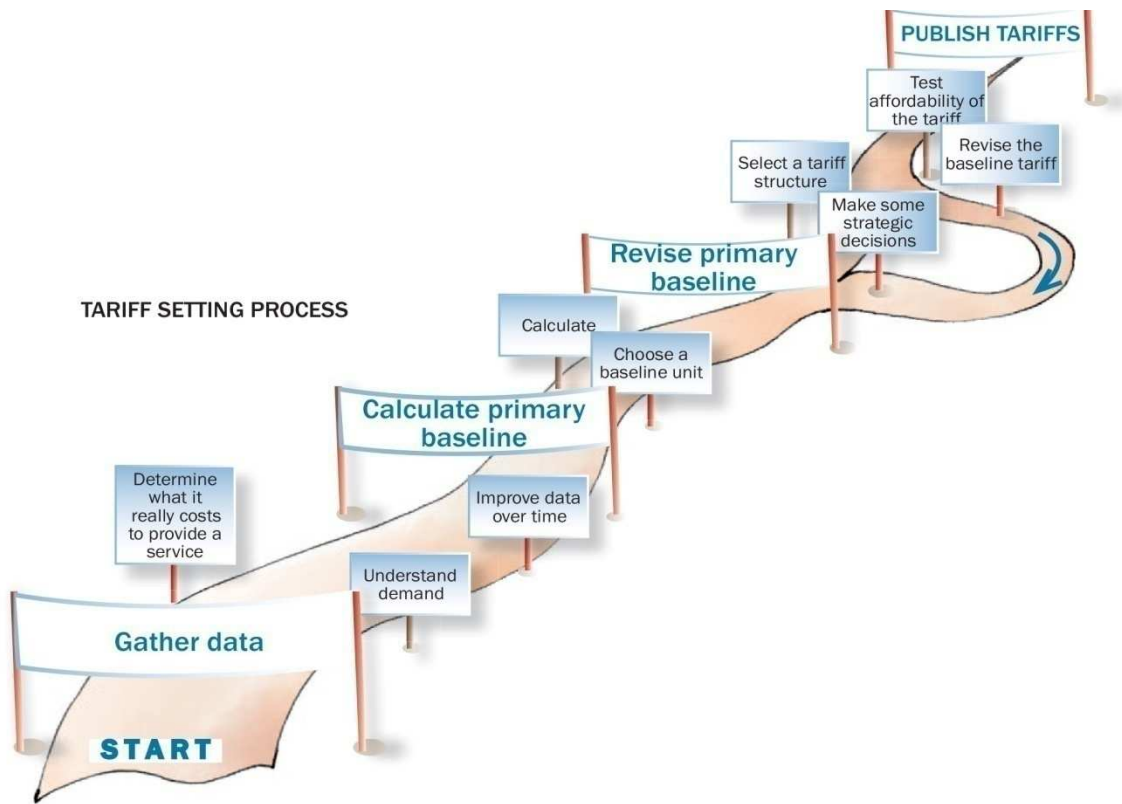 PUBLISH TARIFFS
Test
affordability of
the tariff
Revise the
baseline tariff
Select a tariff
structure
Make some
strategic
decisions
Revise primary
baseline
TARIFF SETTING PROCESS
Calculate
Choose a
baseline unit
Calculate primary
baseline
Determine
what it
really costs
to provide a
service
Improve data
over time
Understand
demand
Gather data
START